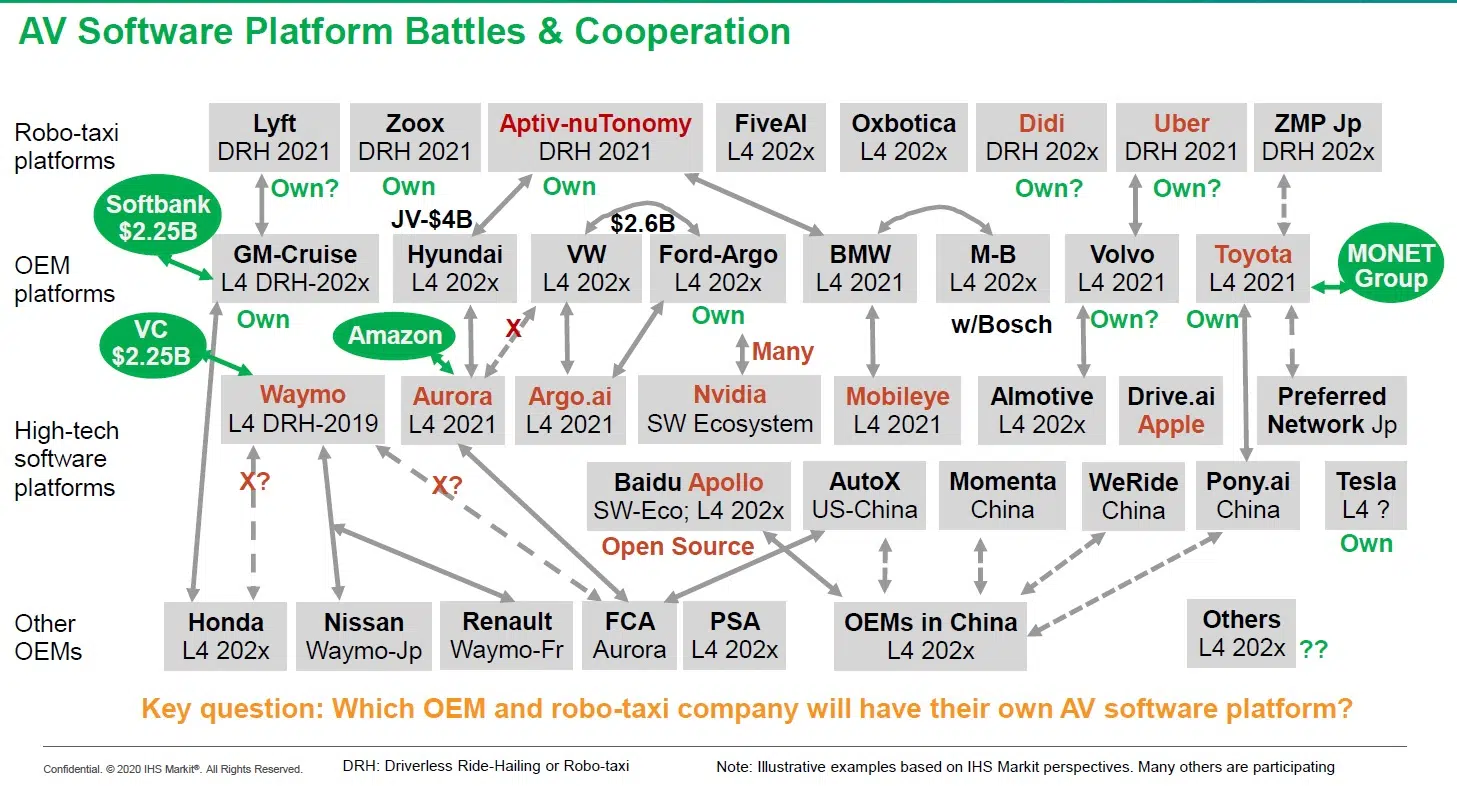 AV Software Platform Battles & Cooperation
Robo-taxi
platforms
Lyft
DRH 2021
Zoox
DRH 2021
Aptiv-nuTonomy
DRH 2021
FiveAI
L4 202x
Oxbotica
L4 202x
Didi
DRH 202x
Uber
DRH 2021
ZMP Jp
DRH 202x
Own?
Own
Own
Own?
Own?
Softbank
$2.25B
JV-$4B
$2.6B
OEM
platforms
GM-Cruise
L4 DRH-202x
Hyundai
L4 202x
VW
L4 202x
Ford-Argo
L4 202x
BMW
L4 2021
M-B
L4 202x
Volvo
L4 2021
Toyota
L4 2021
MONET
Group
Own
Own
w/Bosch
Own?
Own
VC
$2.25B
Amazon
X
Many
High-tech
software
platforms
Waymo
L4 DRH-2019
Aurora
L4 2021
Argo.ai
L4 2021
Nvidia
SW Ecosystem
Mobileye
L4 2021
AImotive
L4 202x
Drive.ai
Apple
Preferred
Network Jp
X?
X?
Baidu Apollo
SW-Eco; L4 202x
AutoX
US-China
Momenta
China
WeRide
China
Pony.ai
China
Tesla
L4 ?
Open Source
Own
Other
OEMs
Honda
L4 202x
Nissan
Waymo-Jp
Renault
Waymo-Fr
FCA
Aurora
PSA
L4 202x
OEMs in China
L4 202x
Others
L4 202x
??
Key question: Which OEM and robo-taxi company will have their own AV software platform?
Confidential. © 2020 IHS Markit®. All Rights Reserved.
DRH: Driverless Ride-Hailing or Robo-taxi
Note: Illustrative examples based on IHS Markit perspectives. Many others are participating